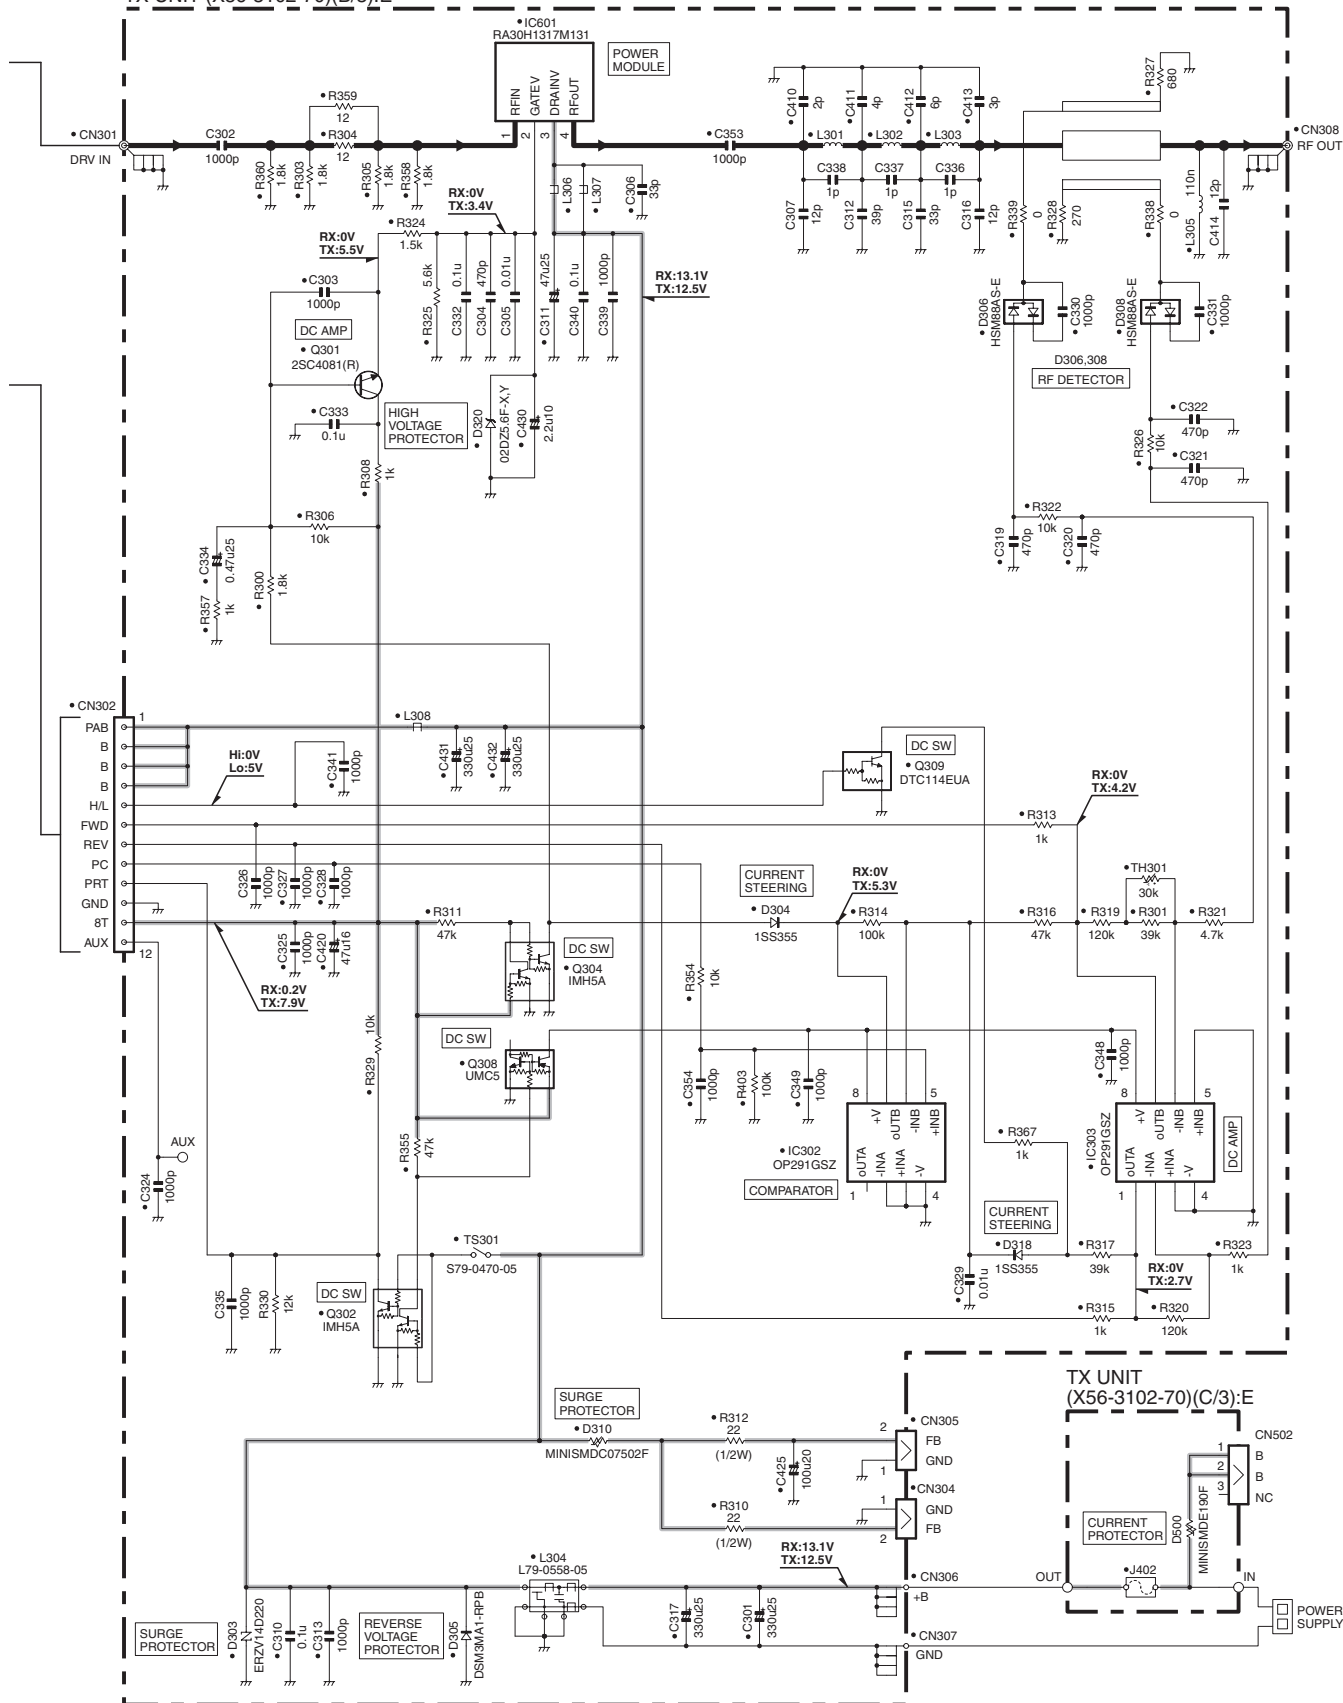 • IC601
RA30H1317M131
POWER
MODULE
RFIN
GATEV
DRAINV
RFoUT
1
2
3
4
• R359
12
• CN301
DRV IN
C302
1000p
• R304
12
• R360
1.8k
• R303
1.8k
• R305
1.8k
• R358
1.8k
• C353
1000p
• C410
2p
• C411
4p
• C412
6p
• C413
3p
• L301
• L302
• L303
C338
1p
C337
1p
C336
1p
C307
12p
C312
39p
C315
33p
C316
12p
• R327
680
• R339
0
• R328
270
• R338
0
110n
• L305
12p
C414
• CN308
RF OUT
• L306
• L307
• C306
33p
RX:0V
TX:3.4V
RX:0V
TX:5.5V
• R324
1.5k
• C303
1000p
5.6k
• R325
0.1u
C332
470p
C304
0.01u
C305
47u25
• C311
0.1u
C340
1000p
C339
RX:13.1V
TX:12.5V
DC AMP
• Q301
2SC4081(R)
• C333
0.1u
HIGH
VOLTAGE
PROTECTOR
• D320
02DZ5.6F-X,Y
• C430
2.2u10
• R308
1k
• R306
10k
• C334
0.47u25
• R357
1k
• R300
1.8k
• D306
HSM88AS-E
• C330
1000p
• D308
HSM88AS-E
• C331
1000p
D306,308
RF DETECTOR
• C322
470p
• R326
10k
• C321
470p
• R322
10k
• C319
470p
• C320
470p
• CN302
1
PAB
B
B
B
H/L
FWD
REV
PC
PRT
GND
8T
AUX
12
• L308
• C431
330u25
• C432
330u25
Hi:0V
Lo:5V
• C341
1000p
DC SW
• Q309
DTC114EUA
C326
1000p
• C327
1000p
• C328
1000p
• C325
1000p
• C420
47u16
RX:0.2V
TX:7.9V
• R311
47k
DC SW
• Q304
IMH5A
DC SW
• Q308
UMC5
CURRENT
STEERING
• D304
1SS355
RX:0V
TX:5.3V
• R314
100k
RX:0V
TX:4.2V
• R313
1k
• TH301
30k
• R316
47k
• R319
120k
• R301
39k
• R321
4.7k
• R354
10k
10k
• R329
• R355
47k
• C354
1000p
• R403
100k
• C349
1000p
• C348
1000p
8
5
+V
oUTB
-INB
+INB
• IC302
OP291GSZ
oUTA
-INA
+INA
-V
1
4
COMPARATOR
• R367
1k
8
5
+V
oUTB
-INB
+INB
• IC303
OP291GSZ
oUTA
-INA
+INA
-V
1
4
DC AMP
AUX
• C324
1000p
• TS301
S79-0470-05
CURRENT
STEERING
• D318
1SS355
• R317
39k
• R323
1k
• C329
0.01u
RX:0V
TX:2.7V
• R315
1k
• R320
120k
C335
1000p
R330
12k
DC SW
• Q302
IMH5A
SURGE
PROTECTOR
• D310
MINISMDC07502F
• R312
22
(1/2W)
• C425
100u20
• CN305
2
FB
GND
1
• CN304
1
GND
FB
2
• R310
22
(1/2W)
TX UNIT
(X56-3102-70)(C/3):E
CN502
1
B
2
B
3
NC
CURRENT
PROTECTOR
D500
MINISMDE190F
OUT
• J402
IN
POWER
SUPPLY
• L304
L79-0558-05
RX:13.1V
TX:12.5V
• CN306
+B
• CN307
GND
SURGE
PROTECTOR
• D303
ERZV14D220
• C310
0.1u
• C313
1000p
REVERSE
VOLTAGE
PROTECTOR
• D305
DSM3MA1-RPB
• C317
330u25
• C301
330u25